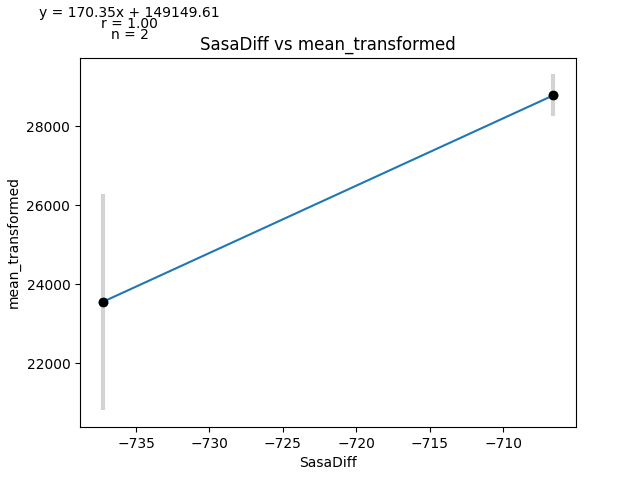 y = 170.35x + 149149.61
r = 1.00
n = 2
SasaDiff vs mean_transformed
28000
26000
24000
22000
mean_transformed
−735
−730
−725
−720
−715
−710
SasaDiff